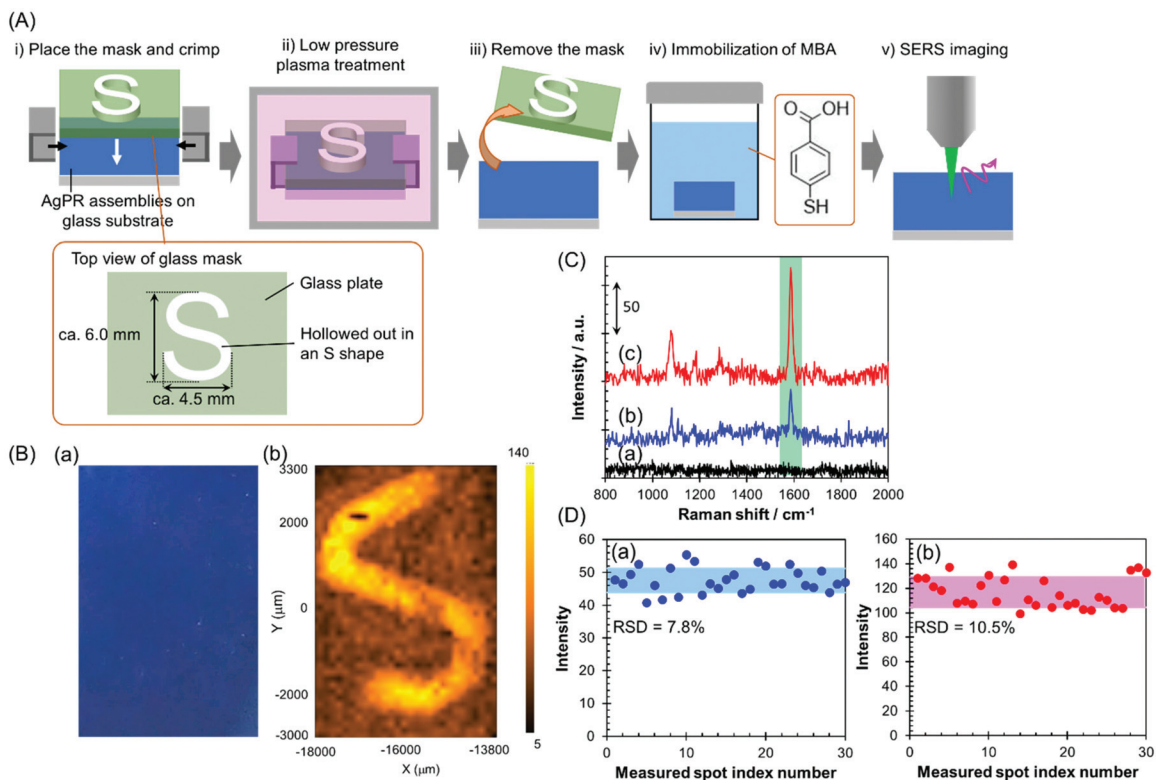 (A)
i) Place the mask and crimp
ii) Low pressure
plasma treatment
iii) Remove the mask
iv) Immobilization of MBA
v) SERS imaging
S
S
S
O
OH
SH
AgPR assemblies on
glass substrate
Top view of glass mask
S
Glass plate
Hollowed out in
an S shape
ca. 6.0 mm
ca. 4.5 mm
(B)
(a)
(b)
3300
2000
0
-2000
-3000
Y (μm)
-18000
-16000
-13800
X (μm)
140
5
(C)
50
(c)
(b)
(a)
Intensity / a.u.
800
1000
1200
1400
1600
1800
2000
Raman shift / cm⁻¹
(D)
(a)
60
50
40
30
20
10
0
Intensity
RSD = 7.8%
0
10
20
30
Measured spot index number
(b)
160
140
120
100
80
60
40
20
0
Intensity
RSD = 10.5%
0
10
20
30
Measured spot index number